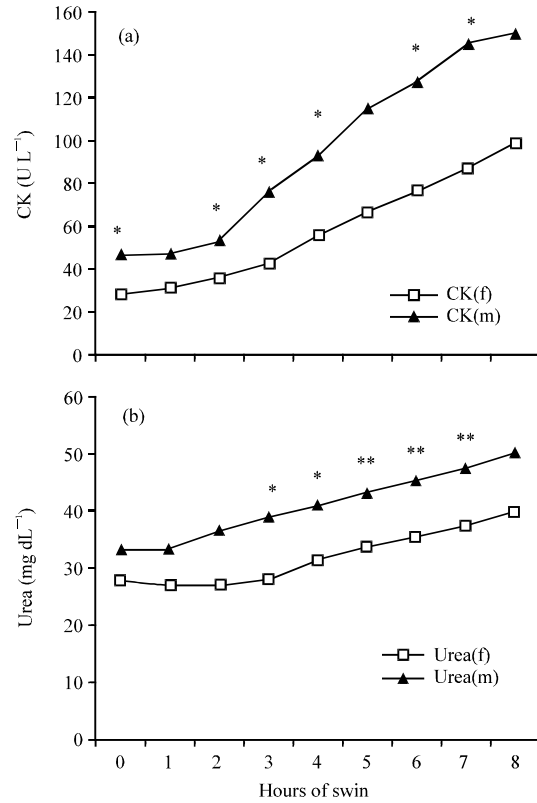 (a)
CK (U L⁻¹)
160
140
120
100
80
60
40
20
0
*
*
*
*
*
*
CK(f)
CK(m)
(b)
Urea (mg dL⁻¹)
60
50
40
30
20
10
0
*
*
**
**
**
Urea(f)
Urea(m)
0 1 2 3 4 5 6 7 8
Hours of swin